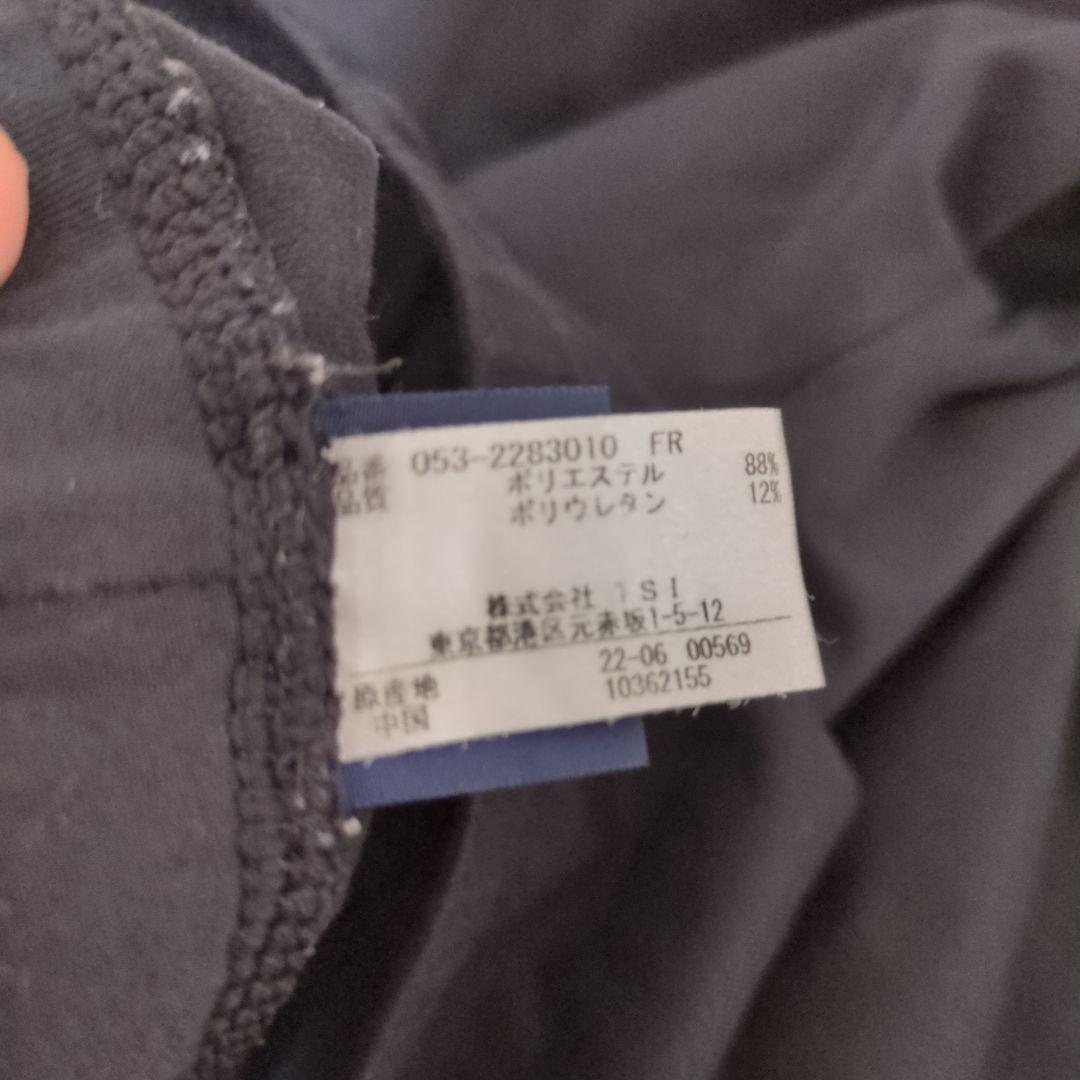 品番 053-2283010 FR
品質 ポリエステル 88%
ポリウレタン 12%
株式会社 TSI
東京都港区元赤坂1-5-12
22-06 00569
原産地 10362155
中国